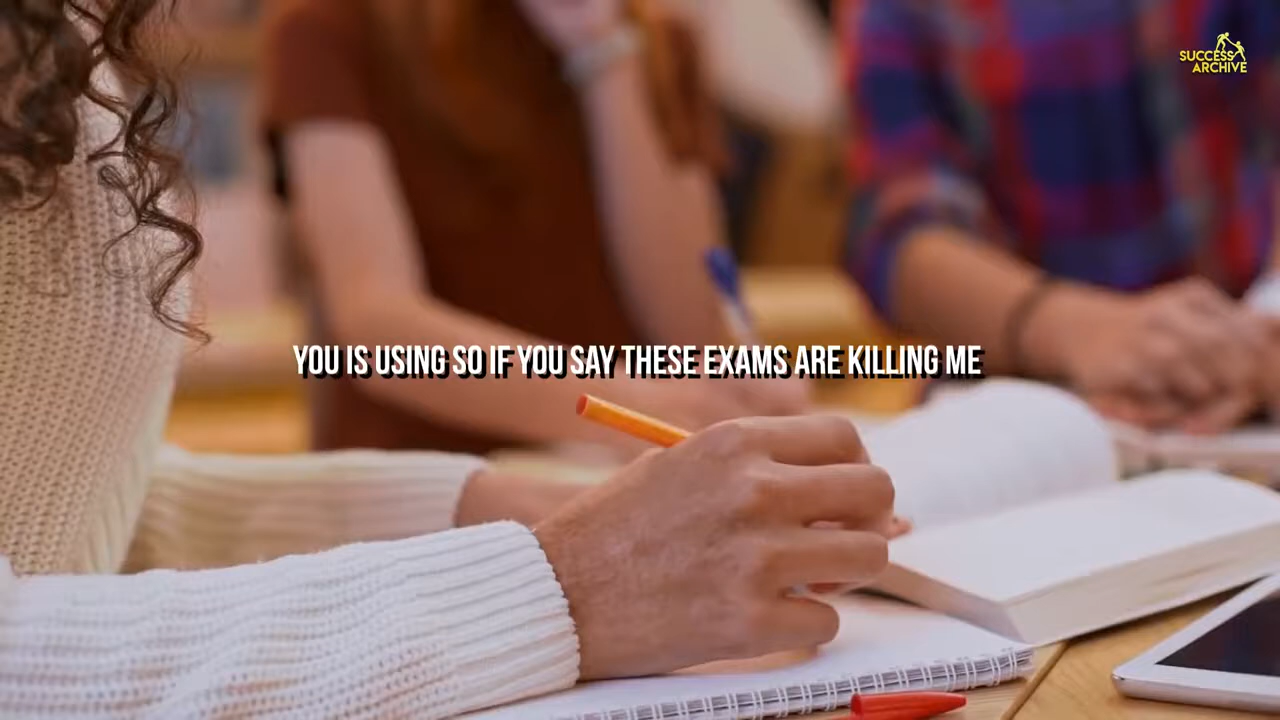 SUCCESS
ARCHIVE
YOU IS USING SO IF YOU SAY THESE EXAMS ARE KILLING ME